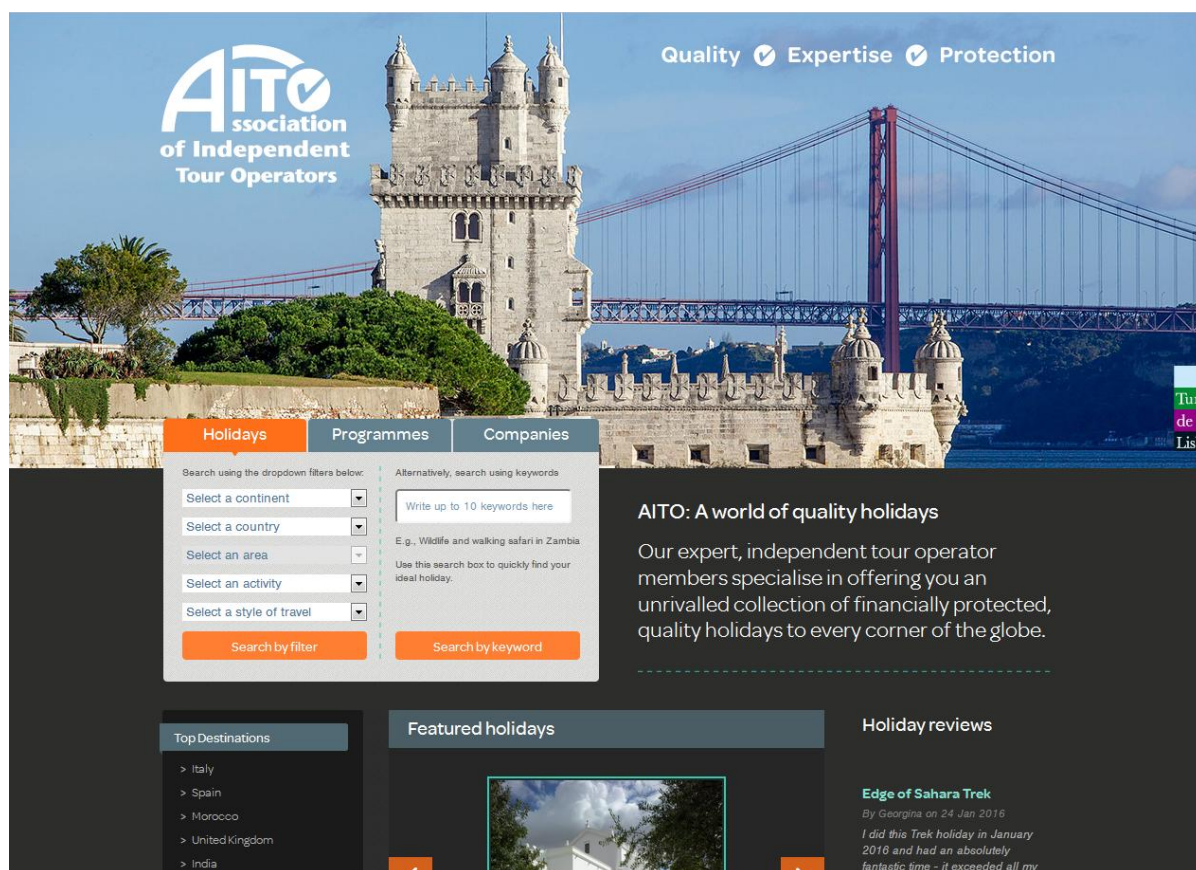 AITO
Association
of Independent
Tour Operators
Quality Expertise Protection
de
Holidays
Programmes
Companies
Search using the dropdown filters below:
Select a continent
Select a country
Select an area
Select an activity
Select a style of travel
Search by filter
Alternatively, search using keywords
Write up to 10 keywords here
E.g., Wildlife and walking safari in Zambia
Use this search box to quickly find your
ideal holiday.
Search by keyword
AITO: A world of quality holidays
Our expert, independent tour operator
members specialise in offering you an
unrivalled collection of financially protected,
quality holidays to every corner of the globe.
Top Destinations
> Italy
> Spain
> Morocco
> United Kingdom
> India
Featured holidays
Holiday reviews
Edge of Sahara Trek
By Georgina on 24 Jan 2016
I did this Trek holiday in January
2016 and had an absolutely
fantastic time - it exceeded all my